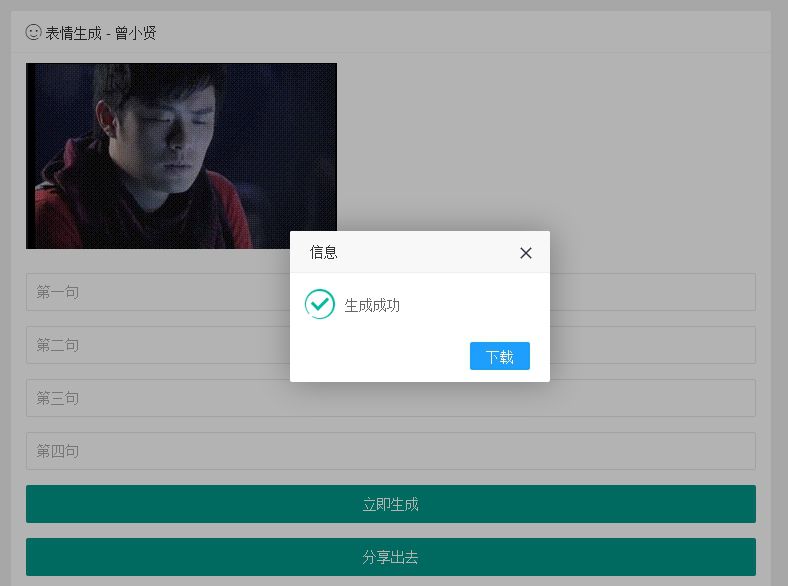 表情生成 - 曾小贤
信息
生成成功
下载
第一句
第二句
第三句
第四句
立即生成
分享出去